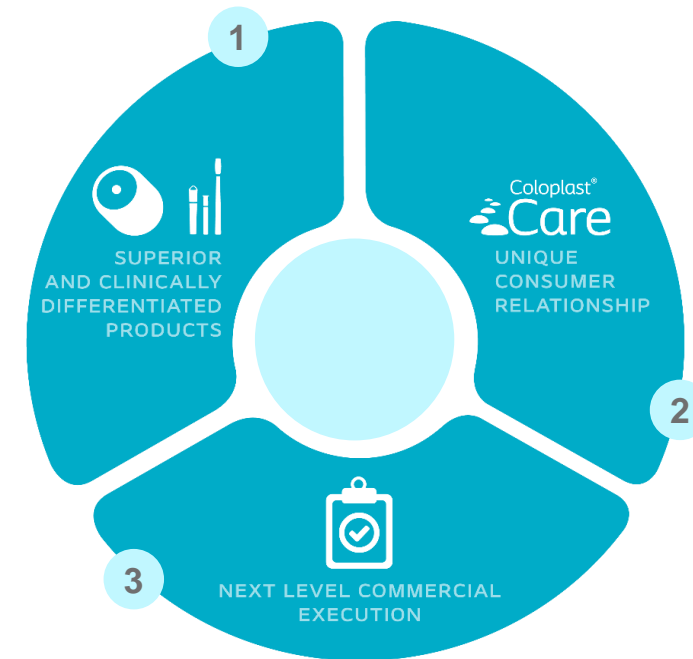 1
SUPERIOR
AND CLINICALLY
DIFFERENTIATED
PRODUCTS
Coloplast®
Care
UNIQUE
CONSUMER
RELATIONSHIP
2
3
NEXT LEVEL COMMERCIAL
EXECUTION